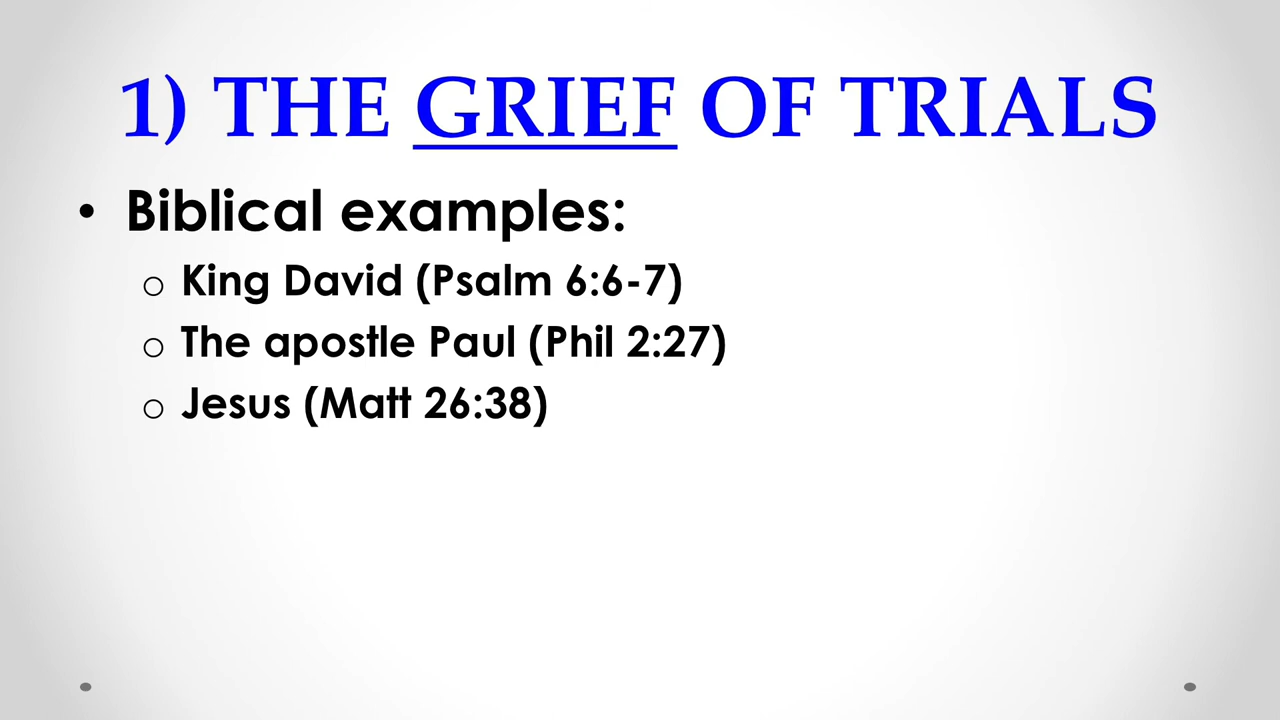 1) THE GRIEF OF TRIALS
• Biblical examples:
o King David (Psalm 6:6-7)
o The apostle Paul (Phil 2:27)
o Jesus (Matt 26:38)